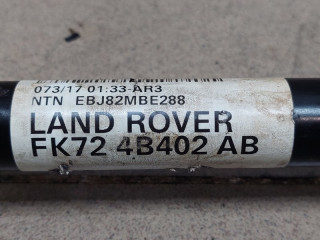 073/17 01:33-AR3
NTN EBJ82MBE288
LAND ROVER
FK72 4B402 AB